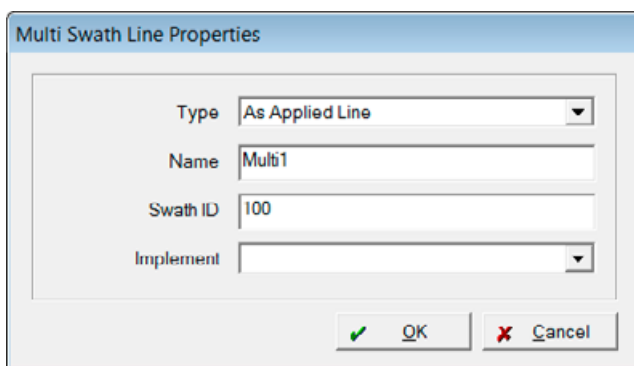 Multi Swath Line Properties
Type As Applied Line
Name Multi1
Swath ID 100
Implement
OK Cancel